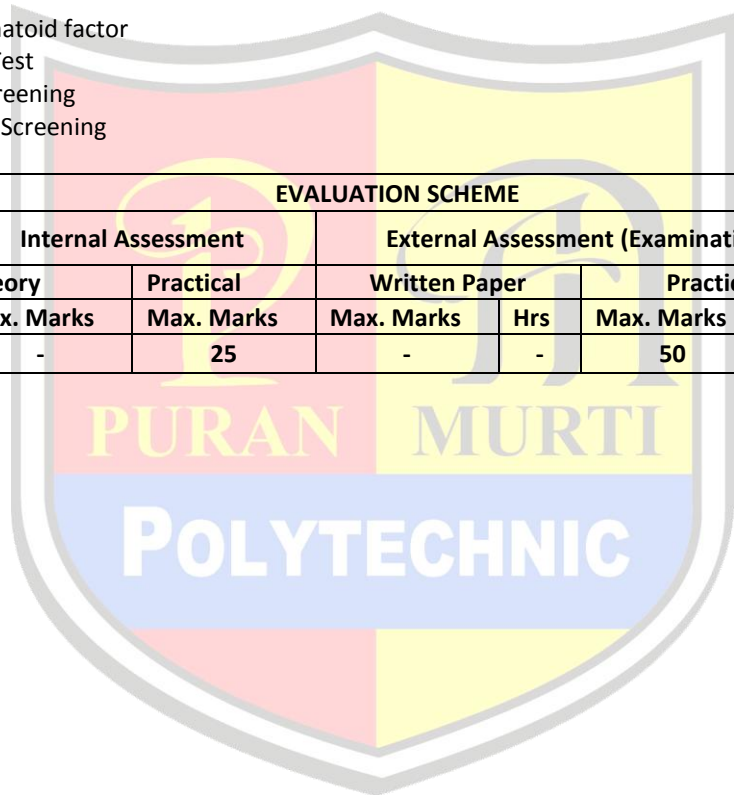 atoid factor
est
reening
Screening
EVALUATION SCHEME
Internal Assessment External Assessment (Examinati
eory Practical Written Paper Practic
x. Marks Max. Marks Max. Marks Hrs Max. Marks
- 25 - - 50
PURAN MURTI
POLYTECHNIC